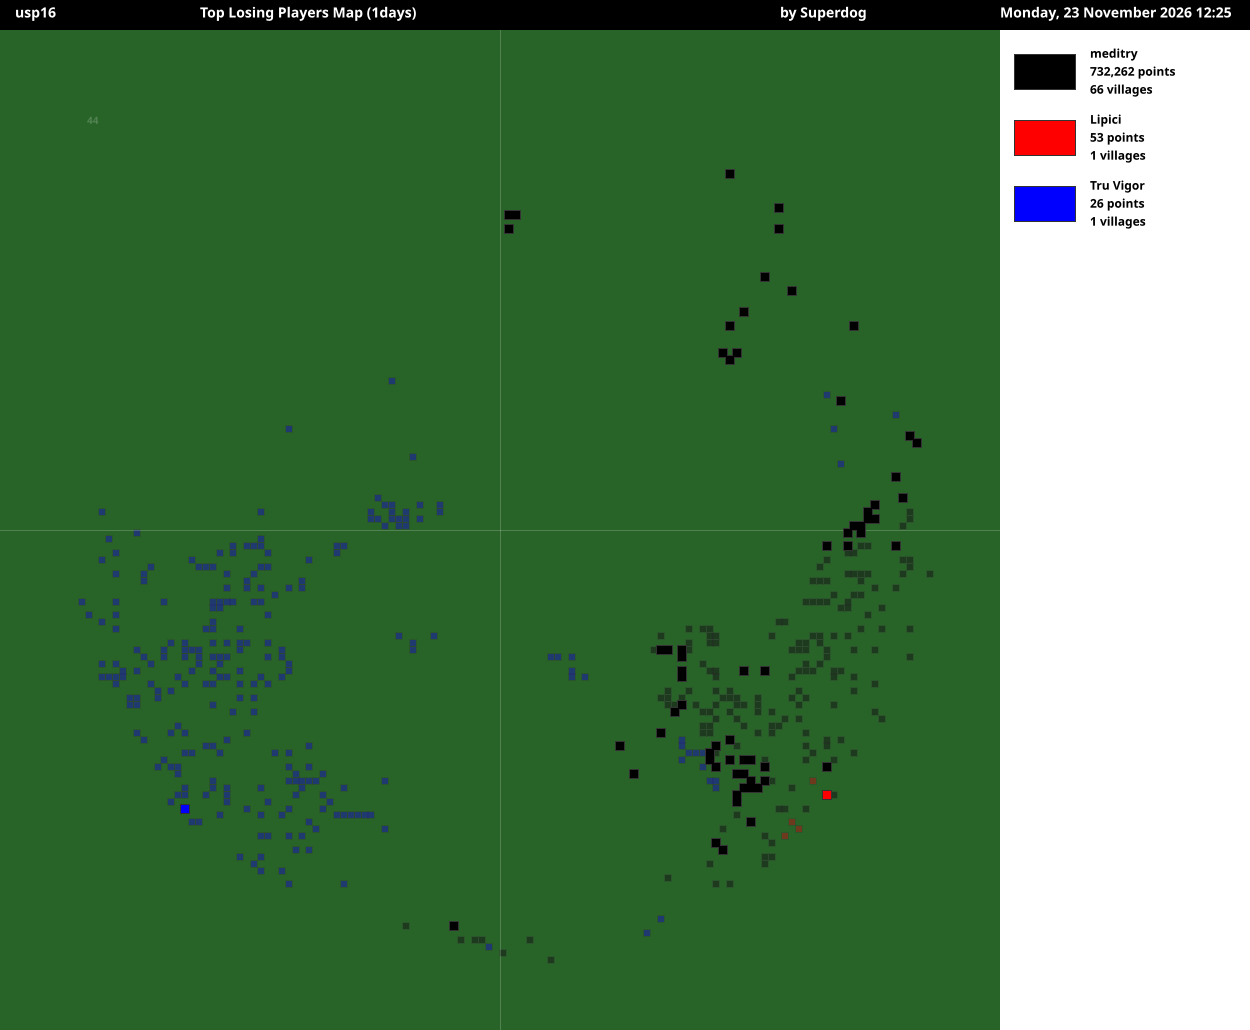 usp16 Top Losing Players Map (1days) by Superdog Monday, 23 November 2026 12:25
meditry
732,262 points
66 villages
Lipici
53 points
1 villages
Tru Vigor
26 points
1 villages
44